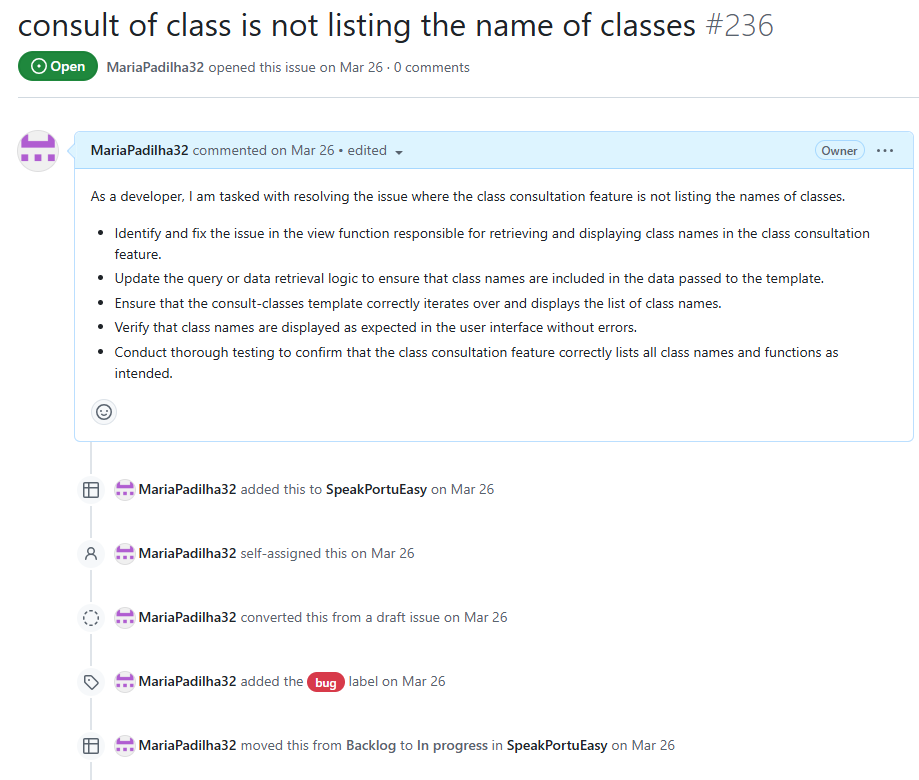 consult of class is not listing the name of classes #236
Open MariaPadilha32 opened this issue on Mar 26 · 0 comments
MariaPadilha32 commented on Mar 26 • edited Owner
As a developer, I am tasked with resolving the issue where the class consultation feature is not listing the names of classes.
• Identify and fix the issue in the view function responsible for retrieving and displaying class names in the class consultation
feature.
• Update the query or data retrieval logic to ensure that class names are included in the data passed to the template.
• Ensure that the consult-classes template correctly iterates over and displays the list of class names.
• Verify that class names are displayed as expected in the user interface without errors.
• Conduct thorough testing to confirm that the class consultation feature correctly lists all class names and functions as
intended.
MariaPadilha32 added this to SpeakPortuEasy on Mar 26
MariaPadilha32 self-assigned this on Mar 26
MariaPadilha32 converted this from a draft issue on Mar 26
MariaPadilha32 added the bug label on Mar 26
MariaPadilha32 moved this from Backlog to In progress in SpeakPortuEasy on Mar 26